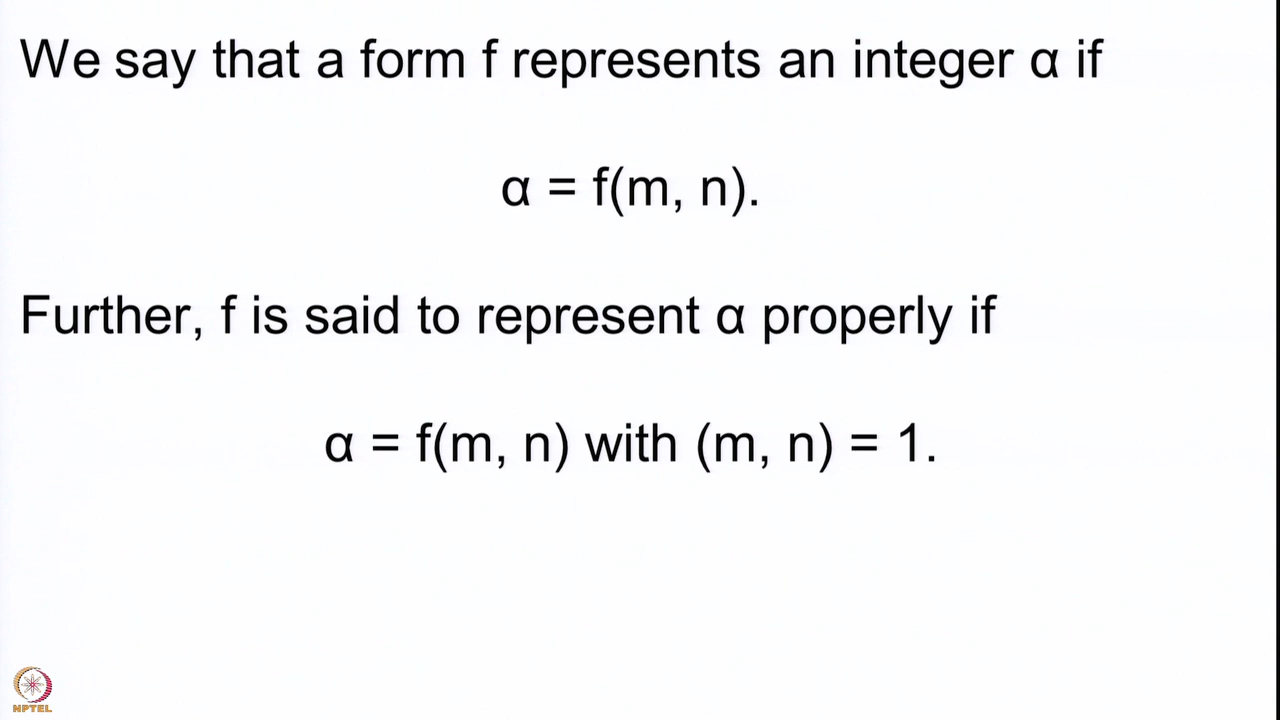 We say that a form f represents an integer α if
α = f(m, n).
Further, f is said to represent α properly if
α = f(m, n) with (m, n) = 1.
NPTEL